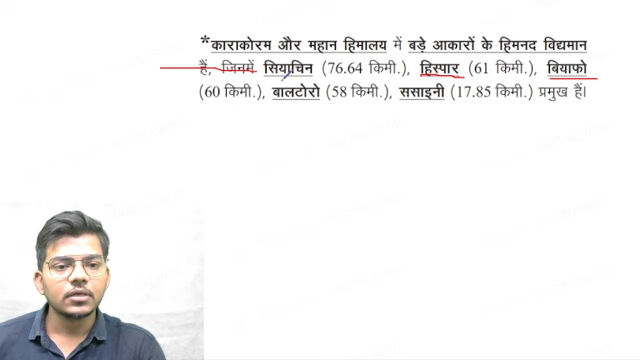 *काराकोरम और महान हिमालय में बड़े आकारों के हिमनद विद्यमान
हैं, जिनमें सियाचिन (76.64 किमी.), हिस्पार (61 किमी.), बियाफो
(60 किमी.), बालटोरो (58 किमी.), ससाइनी (17.85 किमी.) प्रमुख हैं।